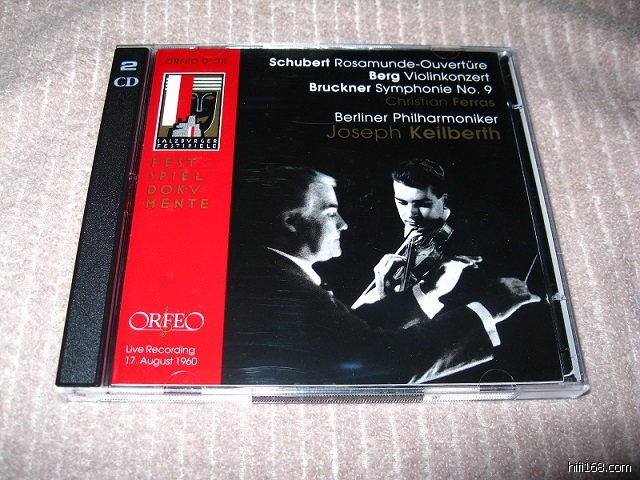 2
CD
ORFEO D'OR
SALZBURGER
FESTSPIELE
FEST
SPIEL
DOKU
MENTE
Schubert Rosamunde-Ouvertüre
Berg Violinkonzert
Bruckner Symphonie No. 9
Christian Ferras
Berliner Philharmoniker
Joseph Keilberth
ORFEO
Live Recording
17. August 1960
hifi168.com